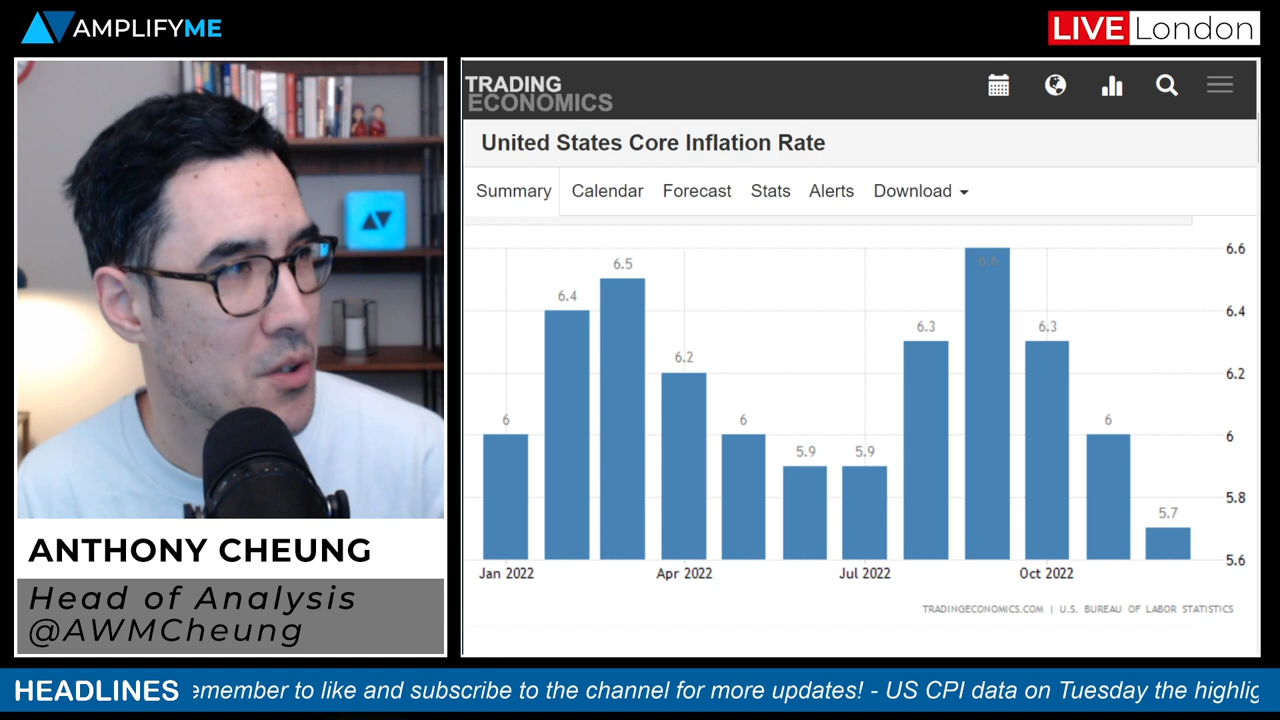 AMPLIFYME
LIVE London
TRADING
ECONOMICS
United States Core Inflation Rate
Summary Calendar Forecast Stats Alerts Download
6.6
6.4
6.2
6
5.8
5.6
6
6.4
6.5
6.2
6
5.9
5.9
6.3
6.6
6.3
6
5.7
Jan 2022 Apr 2022 Jul 2022 Oct 2022
TRADINGECONOMICS.COM | U.S. BUREAU OF LABOR STATISTICS
ANTHONY CHEUNG
Head of Analysis
@AWMCheung
HEADLINES emember to like and subscribe to the channel for more updates! - US CPI data on Tuesday the highlig